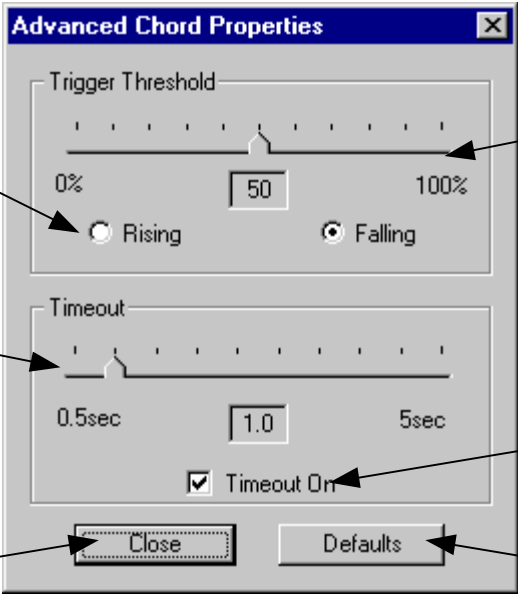 Advanced Chord Properties
Trigger Threshold
0% 50 100%
Rising Falling
Timeout
0.5sec 1.0 5sec
Timeout On
Close Defaults